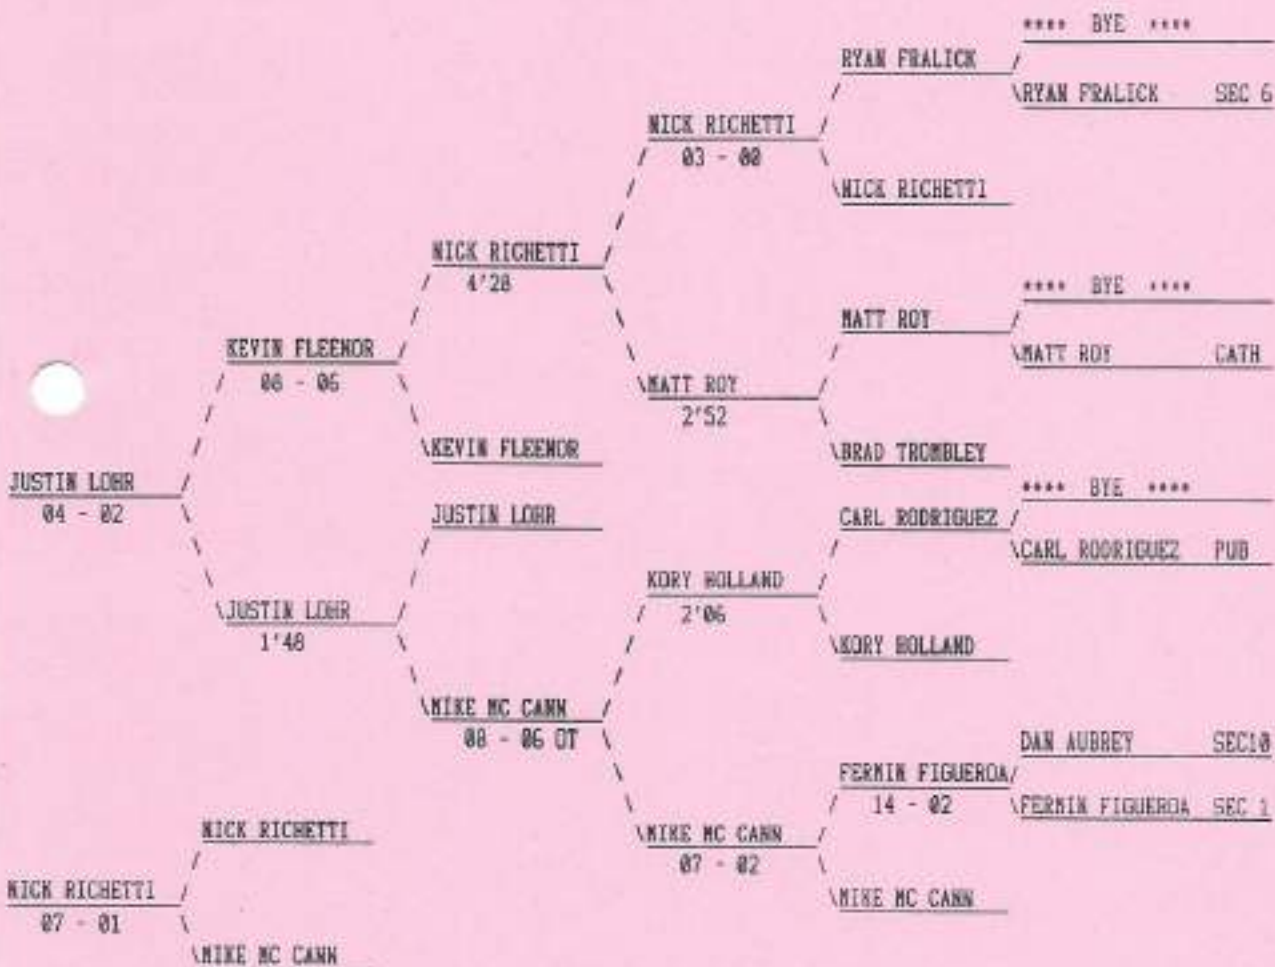 **** BYE ****
RYAN FRALICK
RYAN FRALICK SEC 6
NICK RICHETTI
03 - 00
NICK RICHETTI
NICK RICHETTI
4'28
**** BYE ****
MATT ROY
MATT ROY CATH
KEVIN FLEENOR
08 - 06
MATT ROY
2'52
KEVIN FLEENOR
BRAD TROMBLEY
JUSTIN LOHR
04 - 02
**** BYE ****
JUSTIN LOHR
CARL RODRIGUEZ
CARL RODRIGUEZ PUB
KORY HOLLAND
2'06
JUSTIN LOHR
1'48
KORY HOLLAND
MIKE MC CANN
08 - 06 OT
DAN AUBREY SEC10
FERMIN FIGUEROA
14 - 02
FERMIN FIGUEROA SEC 1
NICK RICHETTI
MIKE MC CANN
07 - 02
NICK RICHETTI
07 - 01
MIKE MC CANN
MIKE MC CANN